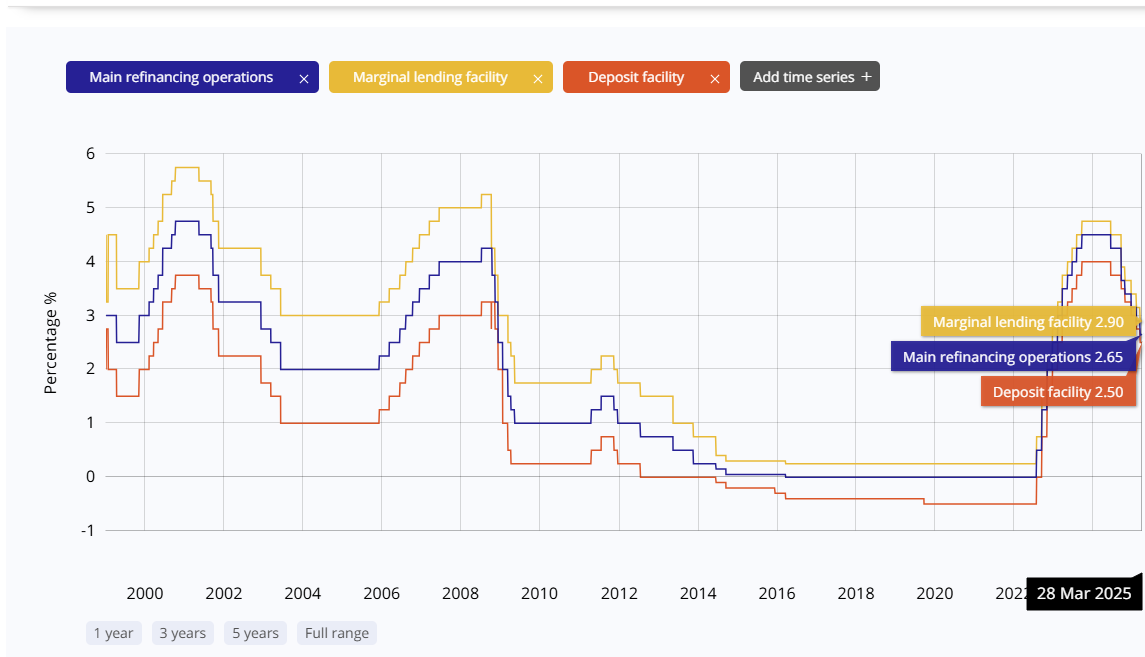 Main refinancing operations ×
Marginal lending facility ×
Deposit facility ×
Add time series +
Percentage %
6
5
4
3
2
1
0
-1
Marginal lending facility 2.90
Main refinancing operations 2.65
Deposit facility 2.50
2000 2002 2004 2006 2008 2010 2012 2014 2016 2018 2020 28 Mar 2025
1 year 3 years 5 years Full range